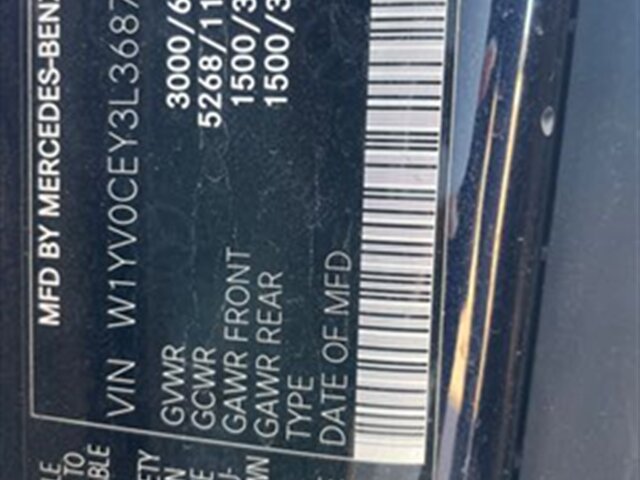 MFD BY MERCEDES-BENZ
VIN W1YV0CEY3L3687
GVWR 3000/6
GCWR 5268/11
GAWR FRONT 1500/3
GAWR REAR 1500/3
TYPE
DATE OF MFD